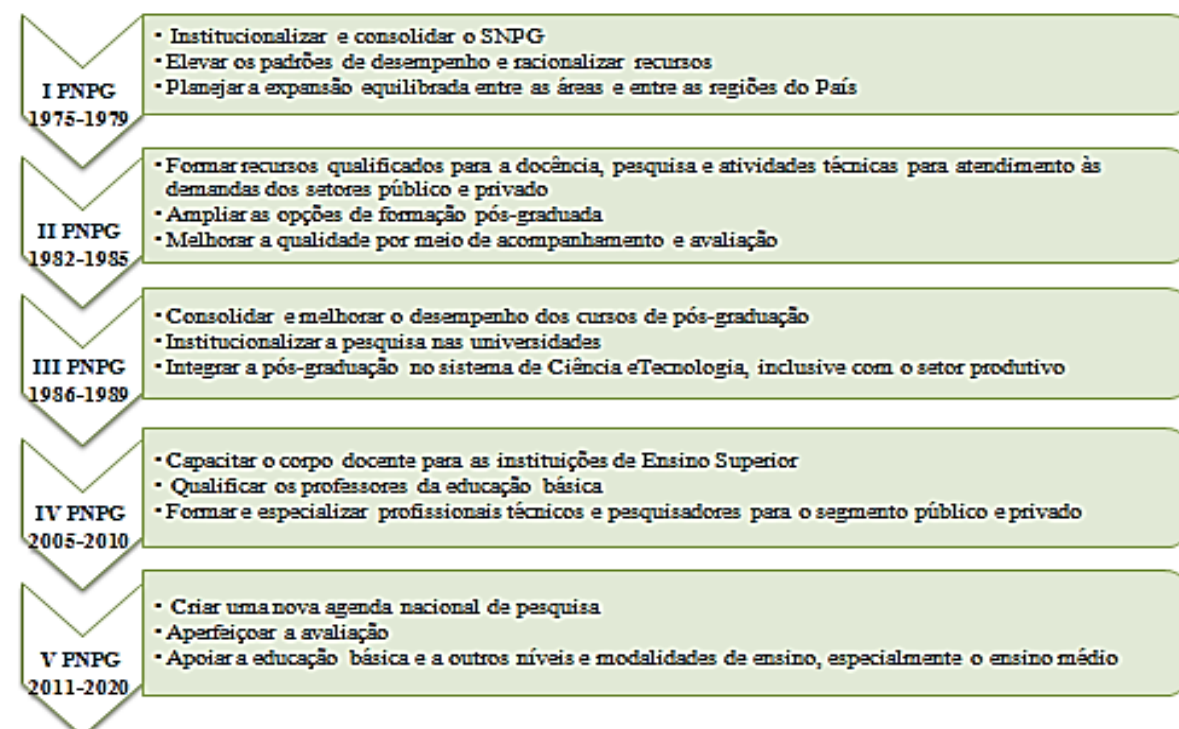 I PNPG
1975-1979
• Institucionalizar e consolidar o SNPG
• Elevar os padrões de desempenho e racionalizar recursos
• Planejar a expansão equilibrada entre as áreas e entre as regiões do País
II PNPG
1982-1985
• Formar recursos qualificados para a docência, pesquisa e atividades técnicas para atendimento às
demandas dos setores público e privado
• Ampliar as opções de formação pós-graduada
• Melhorar a qualidade por meio de acompanhamento e avaliação
III PNPG
1986-1989
• Consolidar e melhorar o desempenho dos cursos de pós-graduação
• Institucionalizar a pesquisa nas universidades
• Integrar a pós-graduação no sistema de Ciência eTecnologia, inclusive com o setor produtivo
IV PNPG
2005-2010
• Capacitar o corpo docente para as instituições de Ensino Superior
• Qualificar os professores da educação básica
• Formar e especializar profissionais técnicos e pesquisadores para o segmento público e privado
V PNPG
2011-2020
• Criar uma nova agenda nacional de pesquisa
• Aperfeiçoar a avaliação
• Apoiar a educação básica e a outros níveis e modalidades de ensino, especialmente o ensino médio